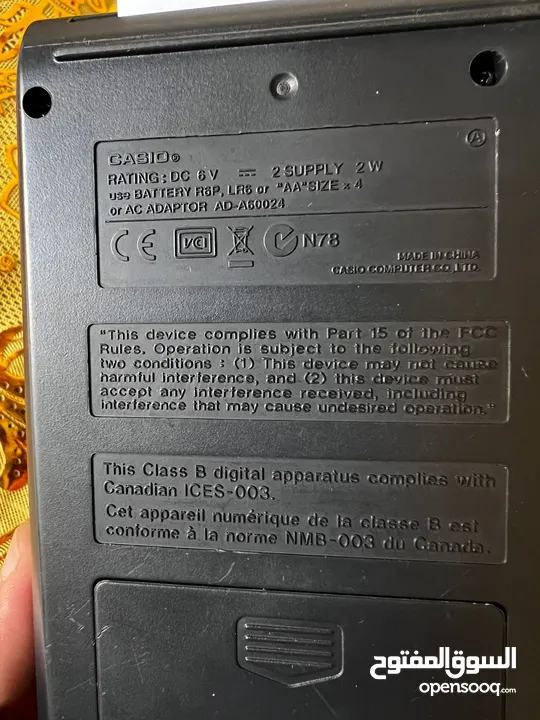 A
CASIO®
RATING: DC 6V ⎓ 2 SUPPLY 2W
use BATTERY R6P, LR6 or "AA"SIZE x 4
or AC ADAPTOR AD-A60024
CE VCI N78
MADE IN CHINA
CASIO COMPUTER CO., LTD.
"This device complies with Part 15 of the FCC
Rules. Operation is subject to the following
two conditions : (1) This device may not cause
harmful interference, and (2) this device must
accept any interference received, including
interference that may cause undesired operation."
This Class B digital apparatus complies with
Canadian ICES-003.
Cet appareil numérique de la classe B est
conforme à la norme NMB-003 du Canada.
السوق المفتوح
opensooq.com